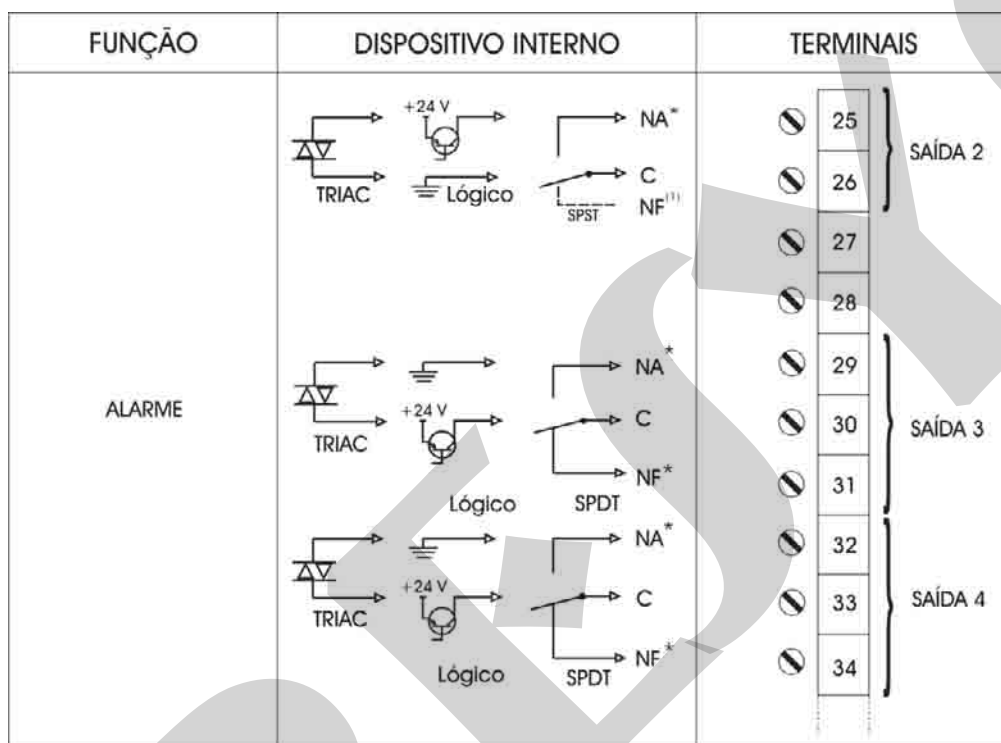 FUNÇÃO DISPOSITIVO INTERNO TERMINAIS
+24 V NA* 25
SAÍDA 2
TRIAC Lógico C 26
SPST NF(1)
27
28
NA* 29
ALARME
+24 V C 30 SAÍDA 3
TRIAC
NF* 31
Lógico SPDT
NA* 32
+24 V C 33 SAÍDA 4
TRIAC
NF* 34
Lógico SPDT